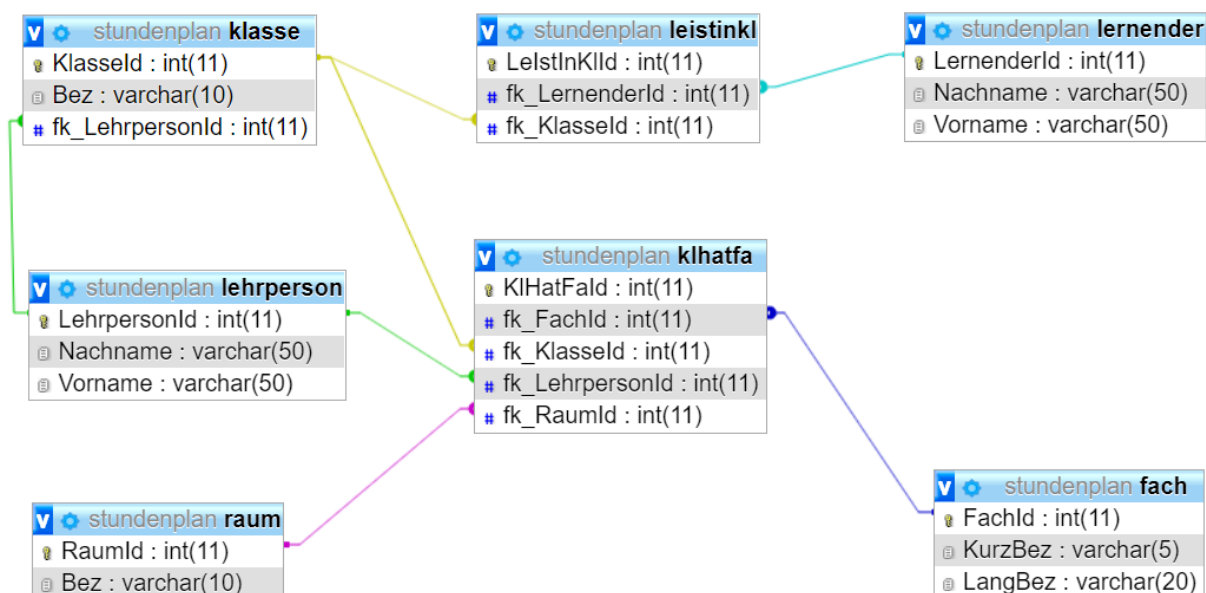 stundenplan klasse
KlasseId : int(11)
Bez : varchar(10)
fk_LehrpersonId : int(11)
stundenplan leistinkl
LeIstInKlId : int(11)
fk_LernenderId : int(11)
fk_KlasseId : int(11)
stundenplan lernender
LernenderId : int(11)
Nachname : varchar(50)
Vorname : varchar(50)
stundenplan lehrperson
LehrpersonId : int(11)
Nachname : varchar(50)
Vorname : varchar(50)
stundenplan klhatfa
KlHatFaId : int(11)
fk_FachId : int(11)
fk_KlasseId : int(11)
fk_LehrpersonId : int(11)
fk_RaumId : int(11)
stundenplan raum
RaumId : int(11)
Bez : varchar(10)
stundenplan fach
FachId : int(11)
KurzBez : varchar(5)
LangBez : varchar(20)